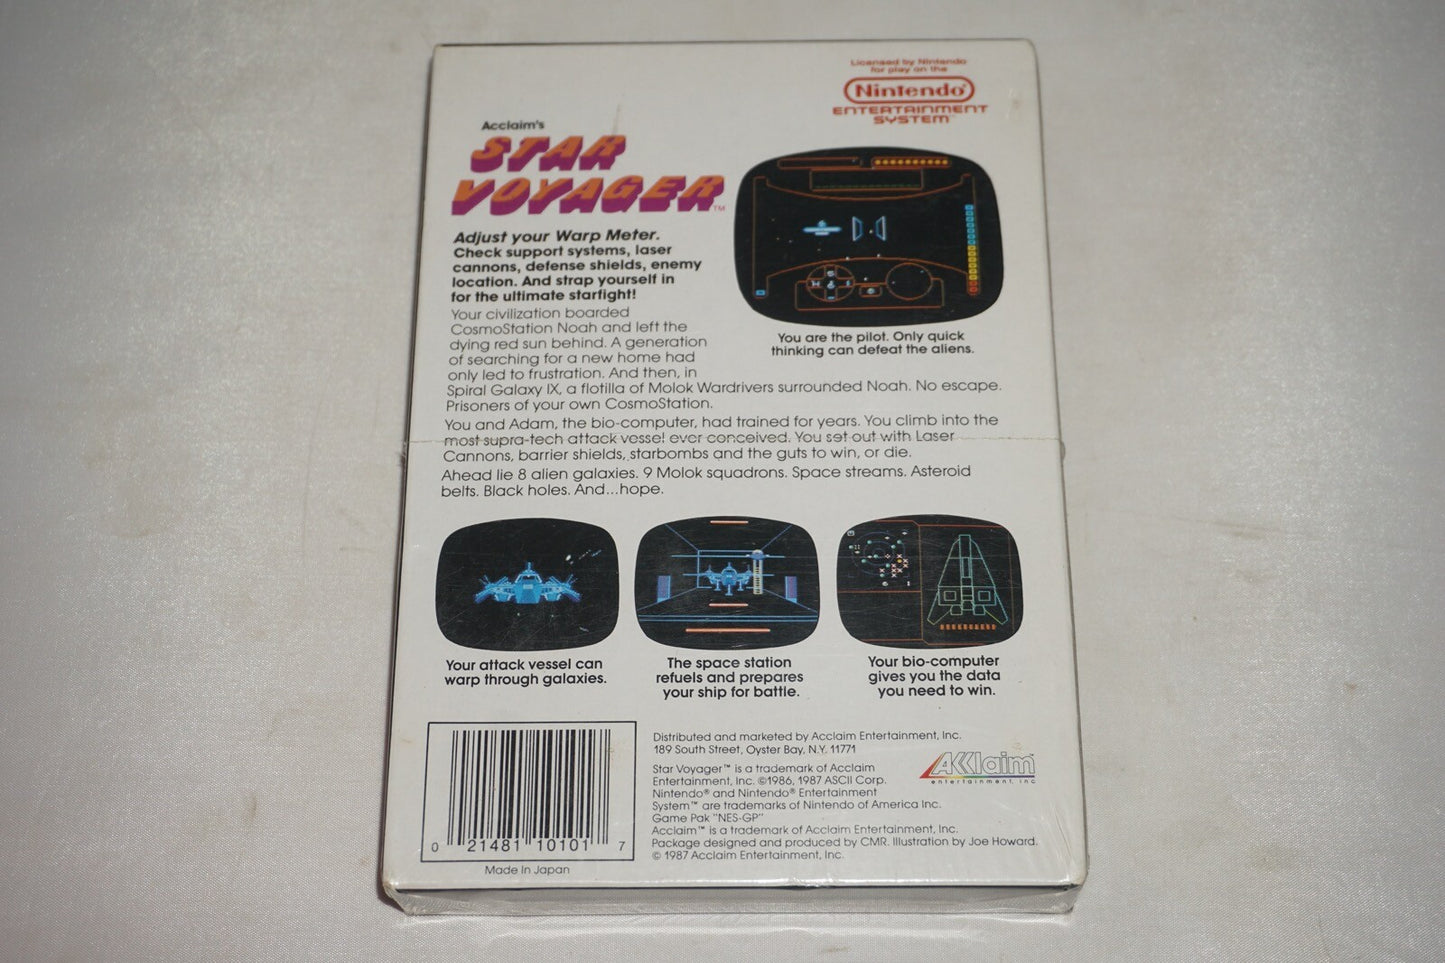 Licensed by Nintendo
for play on the
Nintendo®
ENTERTAINMENT
SYSTEM™
Acclaim's
STAR
VOYAGER™
Adjust your Warp Meter.
Check support systems, laser
cannons, defense shields, enemy
location. And strap yourself in
for the ultimate starfight!
Your civilization boarded
CosmoStation Noah and left the
dying red sun behind. A generation
of searching for a new home had
only led to frustration. And then, in
Spiral Galaxy IX, a flotilla of Molok Wardrivers surrounded Noah. No escape.
Prisoners of your own CosmoStation.
You are the pilot. Only quick
thinking can defeat the aliens.
You and Adam, the bio-computer, had trained for years. You climb into the
most supra-tech attack vessel ever conceived. You set out with Laser
Cannons, barrier shields, starbombs and the guts to win, or die.
Ahead lie 8 alien galaxies. 9 Molok squadrons. Space streams. Asteroid
belts. Black holes. And...hope.
Your attack vessel can
warp through galaxies.
The space station
refuels and prepares
your ship for battle.
Your bio-computer
gives you the data
you need to win.
0 21481 10101 7
Made in Japan
Distributed and marketed by Acclaim Entertainment, Inc.
189 South Street, Oyster Bay, N.Y. 11771
Star Voyager™ is a trademark of Acclaim
Entertainment, Inc. ©1986, 1987 ASCII Corp.
Nintendo® and Nintendo® Entertainment
System™ are trademarks of Nintendo of America Inc.
Game Pak "NES-GP"
Acclaim™ is a trademark of Acclaim Entertainment, Inc.
Package designed and produced by CMR. Illustration by Joe Howard.
© 1987 Acclaim Entertainment, Inc.
AKKlaim™
entertainment, inc.